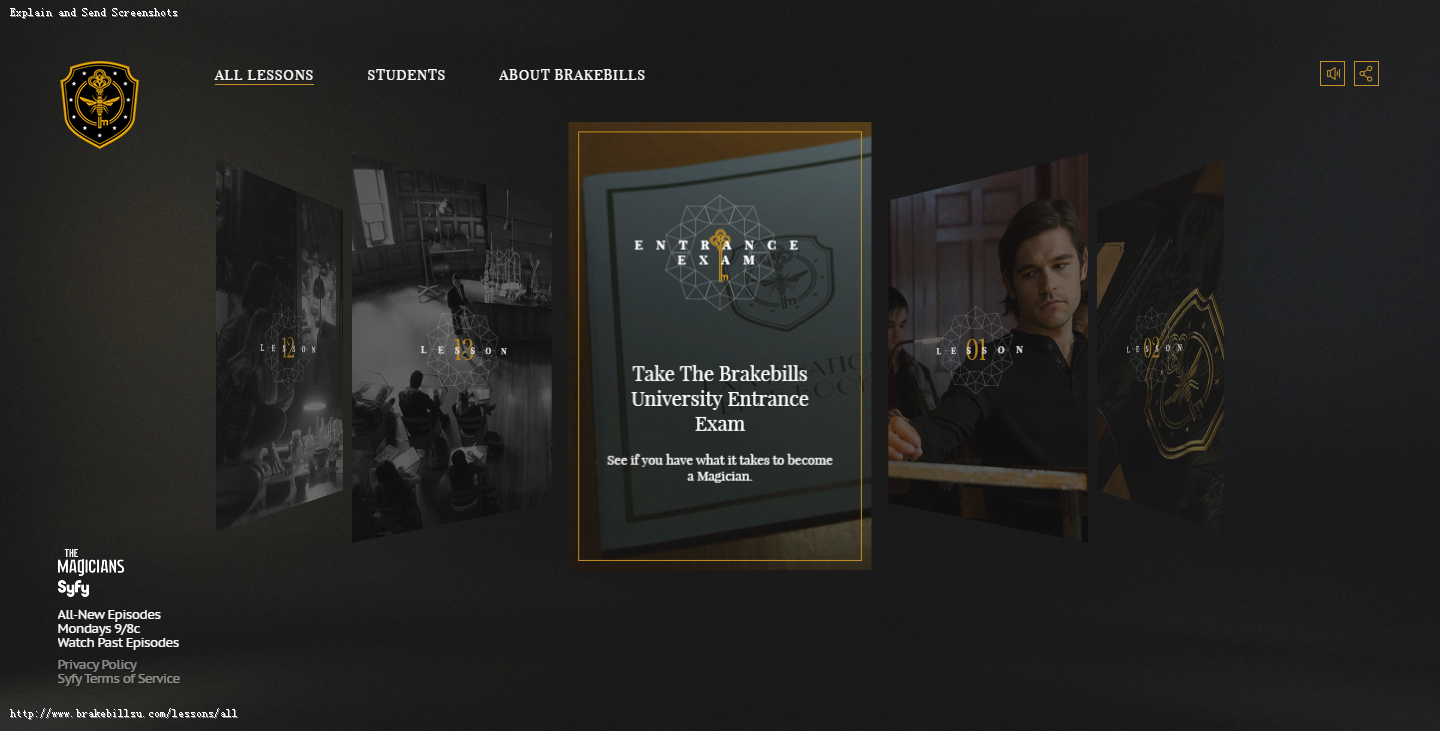 Explain and Send Screenshots
ALL LESSONS
STUDENTS
ABOUT BRAKEBILLS
LESSON
12
LESSON
13
ENTRANCE
EXAM
Take The Brakebills
University Entrance
Exam
See if you have what it takes to become
a Magician.
LESSON
01
LESSON
02
THE
MAGICIANS
Syfy
All-New Episodes
Mondays 9/8c
Watch Past Episodes
Privacy Policy
Syfy Terms of Service
http://www.brakebillsu.com/lessons/all